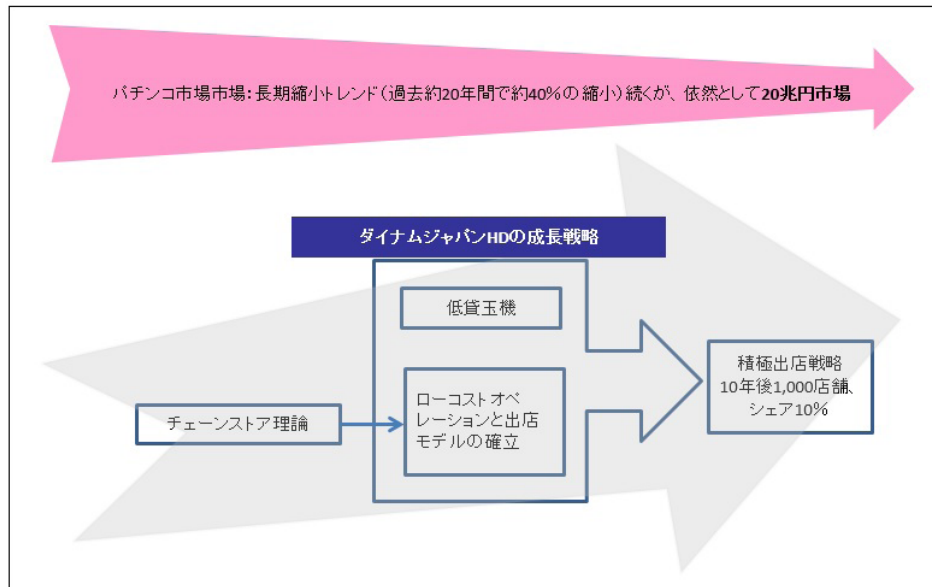 パチンコ市場市場：長期縮小トレンド（過去約20年間で約40%の縮小）続くが、依然として20兆円市場
ダイナムジャパンHDの成長戦略
低貸玉機
チェーンストア理論
ローコストオペ
レーションと出店
モデルの確立
積極出店戦略
10年後1,000店舗、
シェア10%